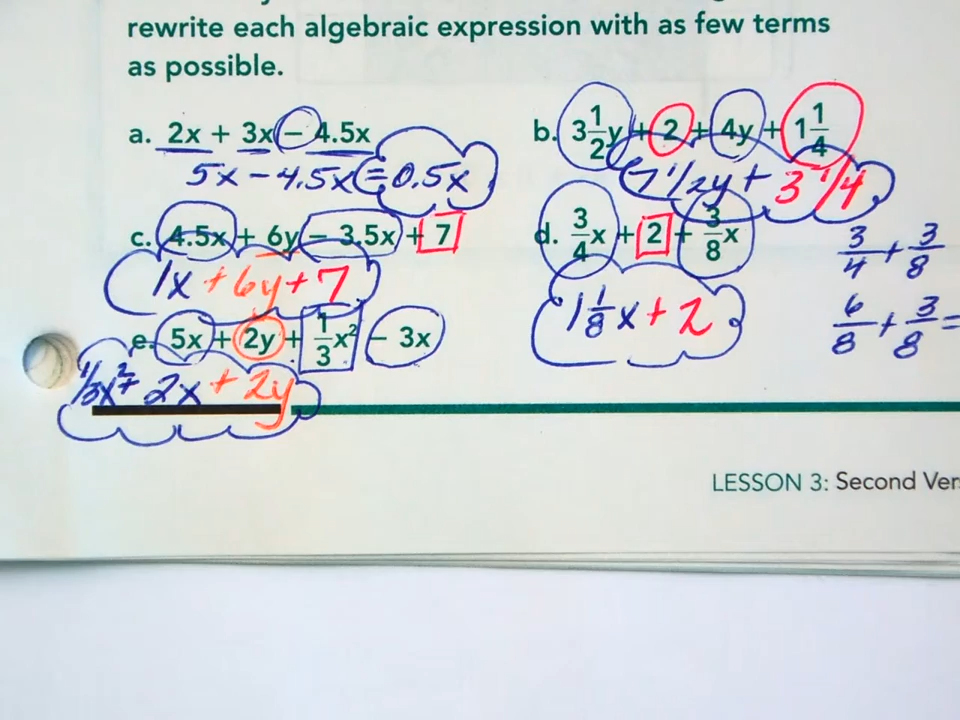 rewrite each algebraic expression with as few terms
as possible.
a. 2x + 3x − 4.5x
5x − 4.5x = 0.5x
b. 3 1/2 y + 2 + 4y + 1 1/4
7 1/2 y + 3 1/4
c. 4.5x + 6y − 3.5x + 7
1x + 6y + 7
d. 3/4 x + 2 + 3/8 x
1 1/8 x + 2
3/4 + 3/8
6/8 + 3/8 =
e. 5x + 2y + 1/3 x² − 3x
1/3 x² + 2x + 2y
LESSON 3: Second